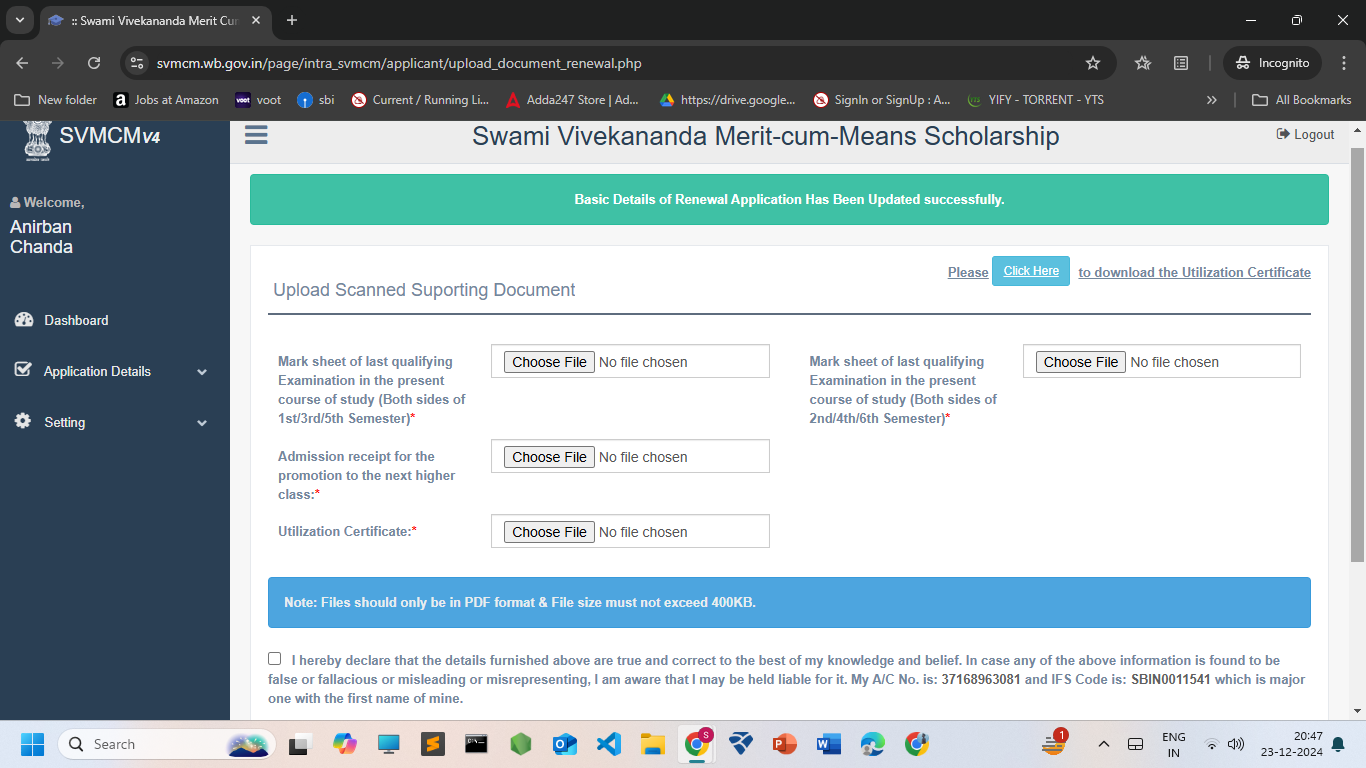 :: Swami Vivekananda Merit Cur
svmcm.wb.gov.in/page/intra_svmcm/applicant/upload_document_renewal.php
Incognito
New folder
Jobs at Amazon
voot
sbi
Current / Running Li...
Adda247 Store | Ad...
https://drive.google...
SignIn or SignUp : A...
YIFY - TORRENT - YTS
All Bookmarks
SVMCMV4
Swami Vivekananda Merit-cum-Means Scholarship
Logout
Welcome,
Anirban
Chanda
Dashboard
Application Details
Setting
Basic Details of Renewal Application Has Been Updated successfully.
Please Click Here to download the Utilization Certificate
Upload Scanned Suporting Document
Mark sheet of last qualifying
Examination in the present
course of study (Both sides of
1st/3rd/5th Semester)*
Choose File No file chosen
Mark sheet of last qualifying
Examination in the present
course of study (Both sides of
2nd/4th/6th Semester)*
Choose File No file chosen
Admission receipt for the
promotion to the next higher
class:*
Choose File No file chosen
Utilization Certificate:*
Choose File No file chosen
Note: Files should only be in PDF format & File size must not exceed 400KB.
I hereby declare that the details furnished above are true and correct to the best of my knowledge and belief. In case any of the above information is found to be
false or fallacious or misleading or misrepresenting, I am aware that I may be held liable for it. My A/C No. is: 37168963081 and IFS Code is: SBIN0011541 which is major
one with the first name of mine.
Search
S
1
ENG
IN
20:47
23-12-2024